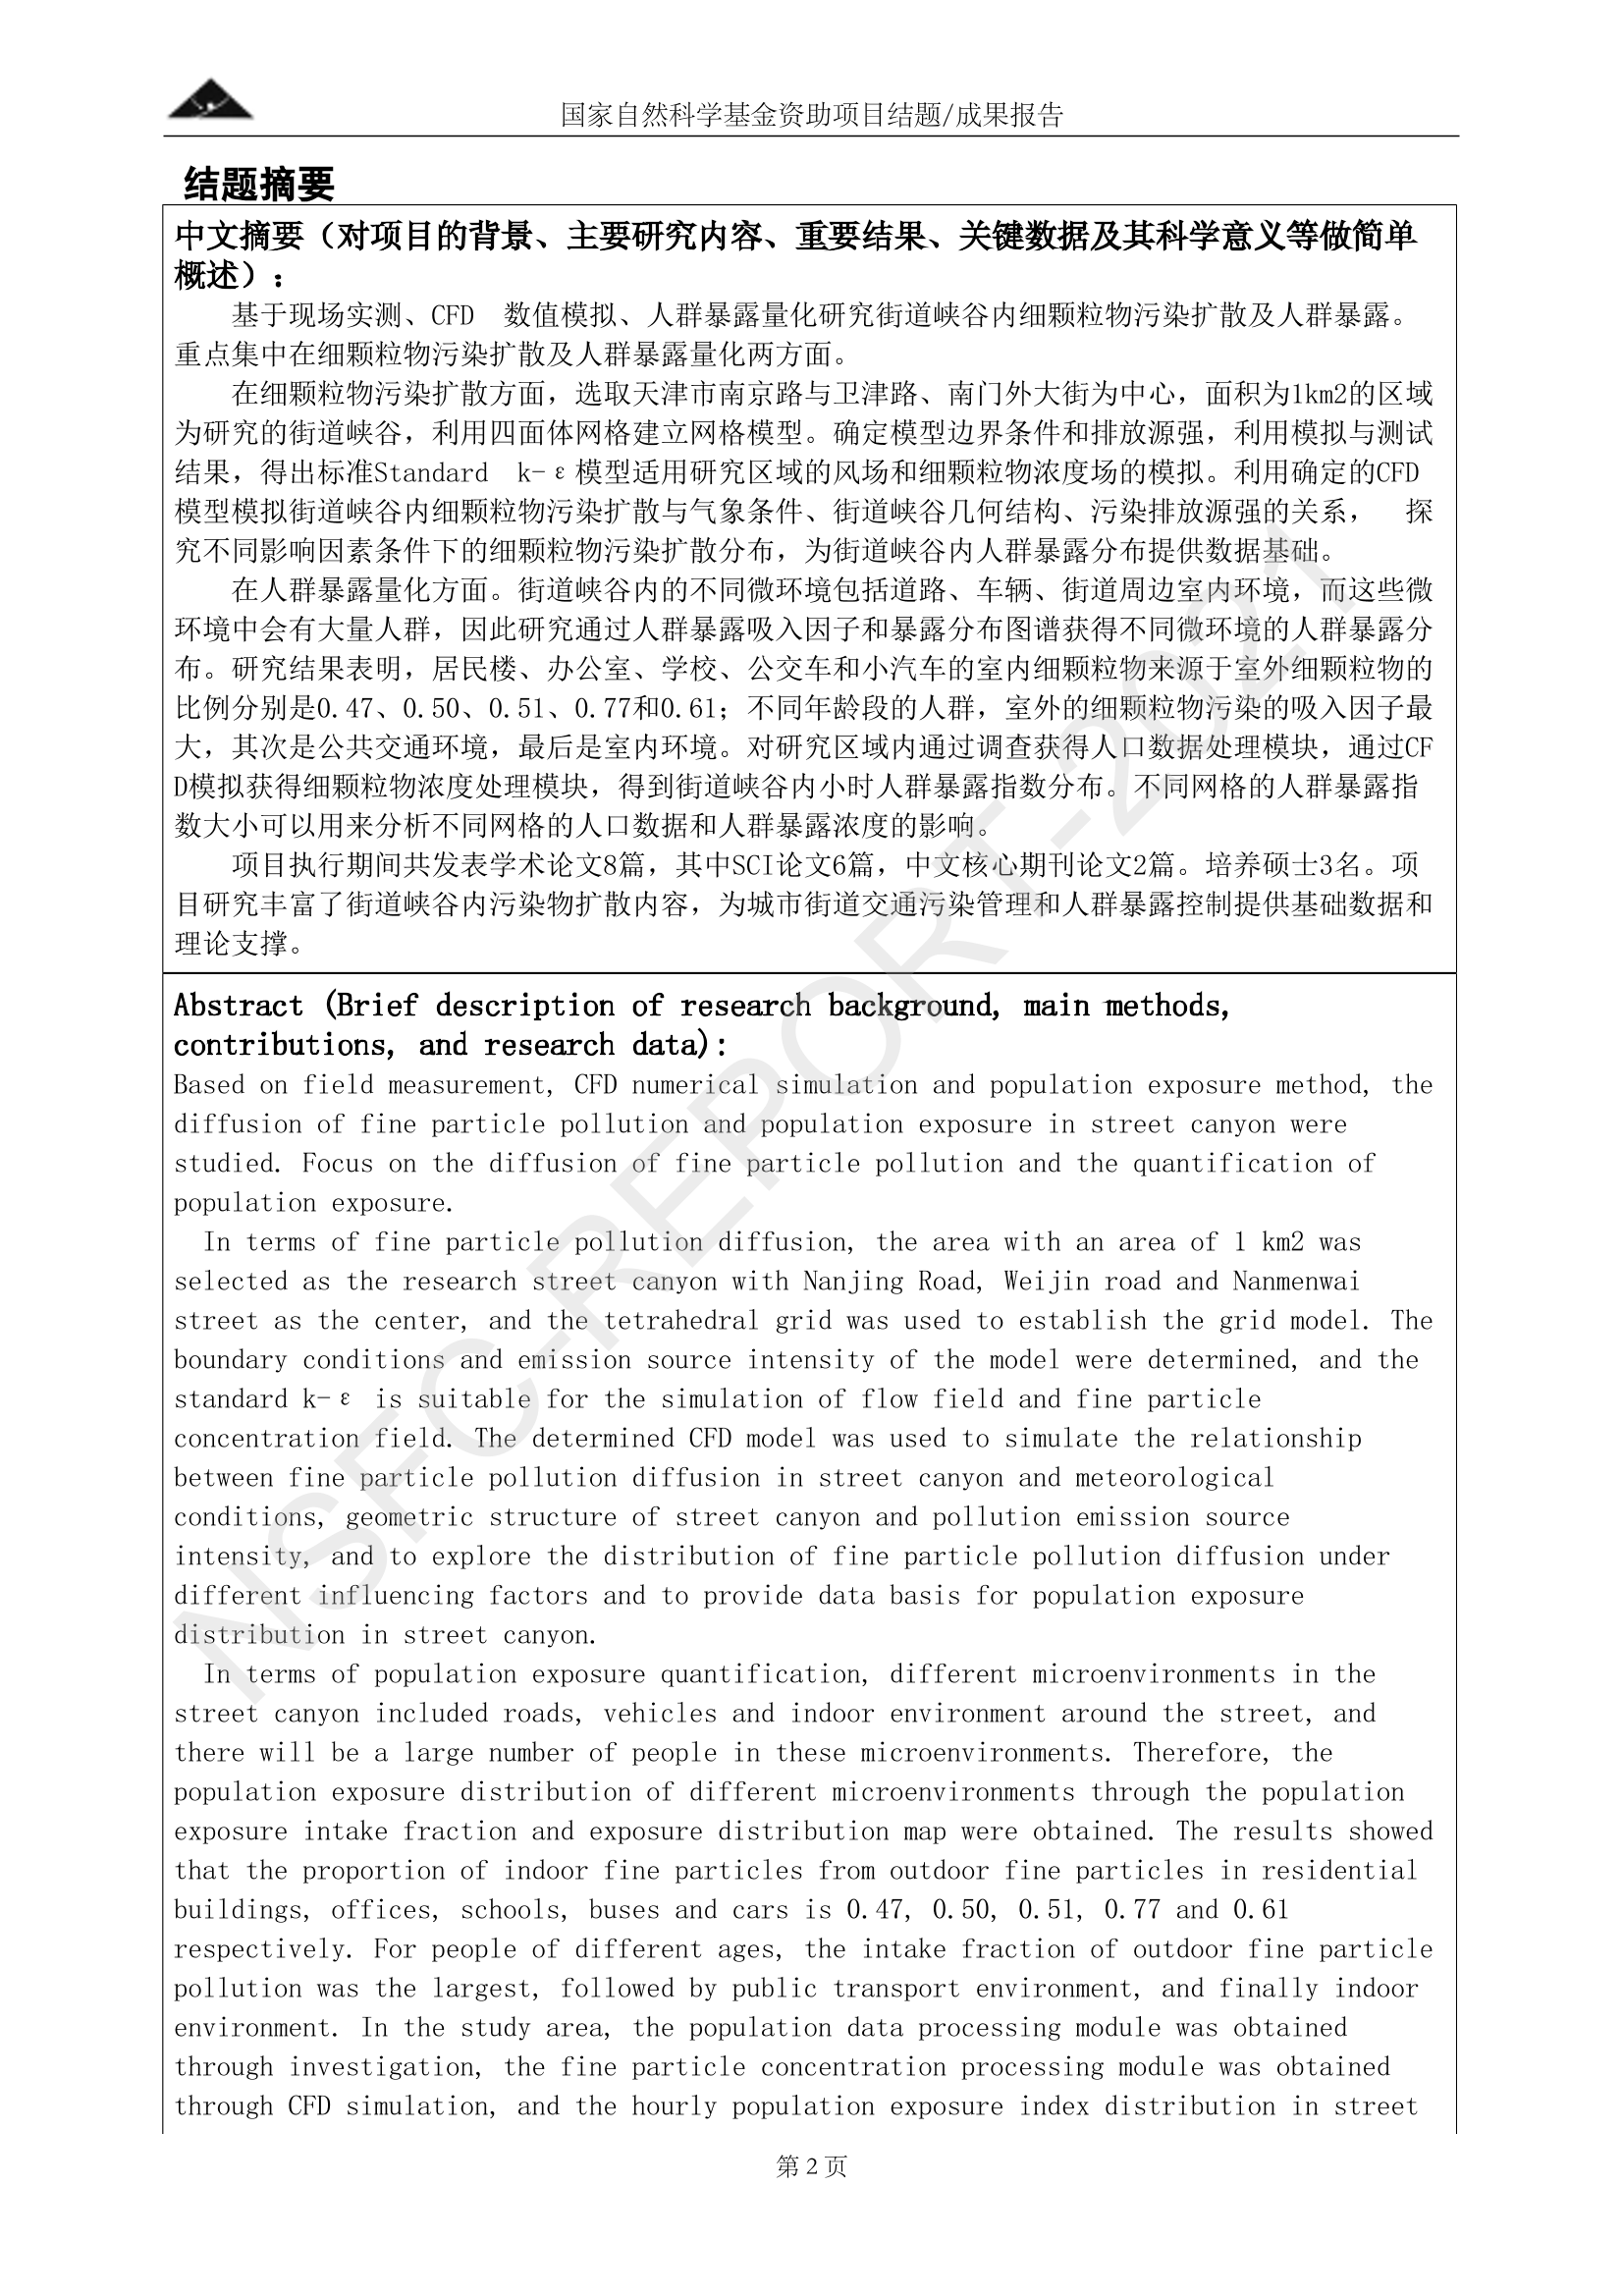 国家自然科学基金资助项目结题/成果报告
结题摘要
中文摘要（对项目的背景、主要研究内容、重要结果、关键数据及其科学意义等做简单
概述）：
基于现场实测、CFD 数值模拟、人群暴露量化研究街道峡谷内细颗粒物污染扩散及人群暴露。
重点集中在细颗粒物污染扩散及人群暴露量化两方面。
在细颗粒物污染扩散方面，选取天津市南京路与卫津路、南门外大街为中心，面积为1km2的区域
为研究的街道峡谷，利用四面体网格建立网格模型。确定模型边界条件和排放源强，利用模拟与测试
结果，得出标准Standard k-ε模型适用研究区域的风场和细颗粒物浓度场的模拟。利用确定的CFD
模型模拟街道峡谷内细颗粒物污染扩散与气象条件、街道峡谷几何结构、污染排放源强的关系， 探
究不同影响因素条件下的细颗粒物污染扩散分布，为街道峡谷内人群暴露分布提供数据基础。
在人群暴露量化方面。街道峡谷内的不同微环境包括道路、车辆、街道周边室内环境，而这些微
环境中会有大量人群，因此研究通过人群暴露吸入因子和暴露分布图谱获得不同微环境的人群暴露分
布。研究结果表明，居民楼、办公室、学校、公交车和小汽车的室内细颗粒物来源于室外细颗粒物的
比例分别是0.47、0.50、0.51、0.77和0.61；不同年龄段的人群，室外的细颗粒物污染的吸入因子最
大，其次是公共交通环境，最后是室内环境。对研究区域内通过调查获得人口数据处理模块，通过CF
D模拟获得细颗粒物浓度处理模块，得到街道峡谷内小时人群暴露指数分布。不同网格的人群暴露指
数大小可以用来分析不同网格的人口数据和人群暴露浓度的影响。
项目执行期间共发表学术论文8篇，其中SCI论文6篇，中文核心期刊论文2篇。培养硕士3名。项
目研究丰富了街道峡谷内污染物扩散内容，为城市街道交通污染管理和人群暴露控制提供基础数据和
理论支撑。
Abstract (Brief description of research background, main methods,
contributions, and research data):
Based on field measurement, CFD numerical simulation and population exposure method, the
diffusion of fine particle pollution and population exposure in street canyon were
studied. Focus on the diffusion of fine particle pollution and the quantification of
population exposure.
In terms of fine particle pollution diffusion, the area with an area of 1 km2 was
selected as the research street canyon with Nanjing Road, Weijin road and Nanmenwai
street as the center, and the tetrahedral grid was used to establish the grid model. The
boundary conditions and emission source intensity of the model were determined, and the
standard k-ε is suitable for the simulation of flow field and fine particle
concentration field. The determined CFD model was used to simulate the relationship
between fine particle pollution diffusion in street canyon and meteorological
conditions, geometric structure of street canyon and pollution emission source
intensity, and to explore the distribution of fine particle pollution diffusion under
different influencing factors and to provide data basis for population exposure
distribution in street canyon.
In terms of population exposure quantification, different microenvironments in the
street canyon included roads, vehicles and indoor environment around the street, and
there will be a large number of people in these microenvironments. Therefore, the
population exposure distribution of different microenvironments through the population
exposure intake fraction and exposure distribution map were obtained. The results showed
that the proportion of indoor fine particles from outdoor fine particles in residential
buildings, offices, schools, buses and cars is 0.47, 0.50, 0.51, 0.77 and 0.61
respectively. For people of different ages, the intake fraction of outdoor fine particle
pollution was the largest, followed by public transport environment, and finally indoor
environment. In the study area, the population data processing module was obtained
through investigation, the fine particle concentration processing module was obtained
through CFD simulation, and the hourly population exposure index distribution in street
NSFC-REPORT-2021
第 2 页